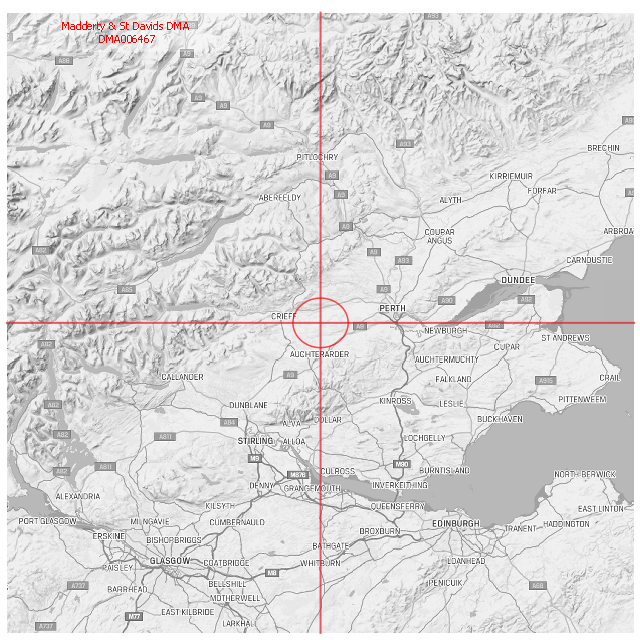 Madderty & St Davids DMA
DMA006467
A93
A86
A9
A9
A9
A9
A93
BRECHIN
PITLOCHRY
A9
KIRRIEMUIR
FORFAR
A9
ABERFELDY
ALYTH
A9
COUPAR
ANGUS
ARBROA
A9
A93
CARNOUSTIE
A85
A9
DUNDEE
A90
A92
CRIEFF
PERTH
A9
NEWBURGH
ST ANDREWS
A82
CUPAR
AUCHTERARDER
AUCHTERMUCHTY
CALLANDER
A9
FALKLAND
A915
CRAIL
KINROSS
LESLIE
PITTENWEEM
A82
DUNBLANE
DOLLAR
BUCKHAVEN
A84
ALVA
A82
A811
STIRLING
ALLOA
LOCHGELLY
M9
M90
A82
A811
CULROSS
BURNTISLAND
M876
NORTH BERWICK
DENNY
GRANGEMOUTH
INVERKEITHING
ALEXANDRIA
KILSYTH
QUEENSFERRY
EAST LINTON
PORT GLASGOW
MILNGAVIE
CUMBERNAULD
EDINBURGH
HADDINGTON
TRANENT
BROXBURN
ERSKINE
BISHOPBRIGGS
BATHGATE
GLASGOW
COATBRIDGE
WHITBURN
LOANHEAD
PAISLEY
M8
A737
BARRHEAD
BELLSHILL
PENICUIK
A68
MOTHERWELL
EAST KILBRIDE
M77
LARKHALL
A737